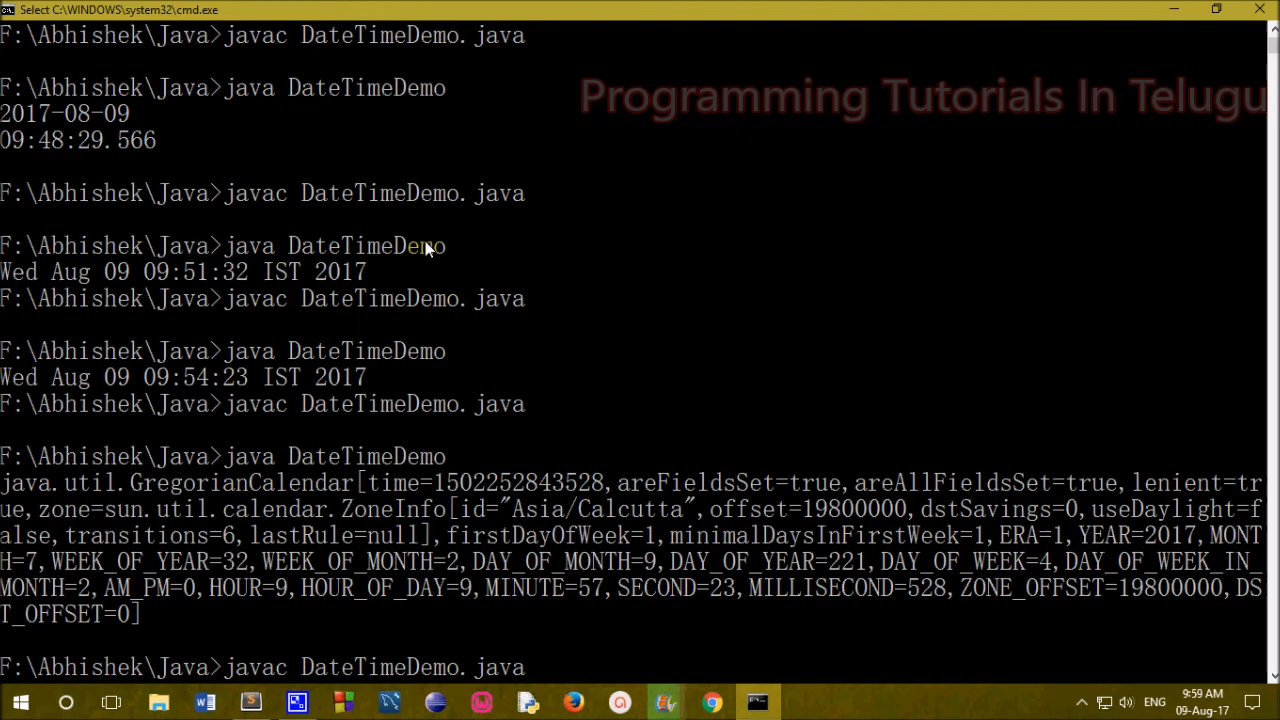 Select C:\WINDOWS\system32\cmd.exe
F:\Abhishek\Java>javac DateTimeDemo.java
F:\Abhishek\Java>java DateTimeDemo
Programming Tutorials In Telugu
2017-08-09
09:48:29.566
F:\Abhishek\Java>javac DateTimeDemo.java
F:\Abhishek\Java>java DateTimeDemo
Wed Aug 09 09:51:32 IST 2017
F:\Abhishek\Java>javac DateTimeDemo.java
F:\Abhishek\Java>java DateTimeDemo
Wed Aug 09 09:54:23 IST 2017
F:\Abhishek\Java>javac DateTimeDemo.java
F:\Abhishek\Java>java DateTimeDemo
java.util.GregorianCalendar[time=1502252843528,areFieldsSet=true,areAllFieldsSet=true,lenient=tr
ue,zone=sun.util.calendar.ZoneInfo[id="Asia/Calcutta",offset=19800000,dstSavings=0,useDaylight=f
alse,transitions=6,lastRule=null],firstDayOfWeek=1,minimalDaysInFirstWeek=1,ERA=1,YEAR=2017,MONT
H=7,WEEK_OF_YEAR=32,WEEK_OF_MONTH=2,DAY_OF_MONTH=9,DAY_OF_YEAR=221,DAY_OF_WEEK=4,DAY_OF_WEEK_IN_
MONTH=2,AM_PM=0,HOUR=9,HOUR_OF_DAY=9,MINUTE=57,SECOND=23,MILLISECOND=528,ZONE_OFFSET=19800000,DS
T_OFFSET=0]
F:\Abhishek\Java>javac DateTimeDemo.java
ENG
9:59 AM
09-Aug-17